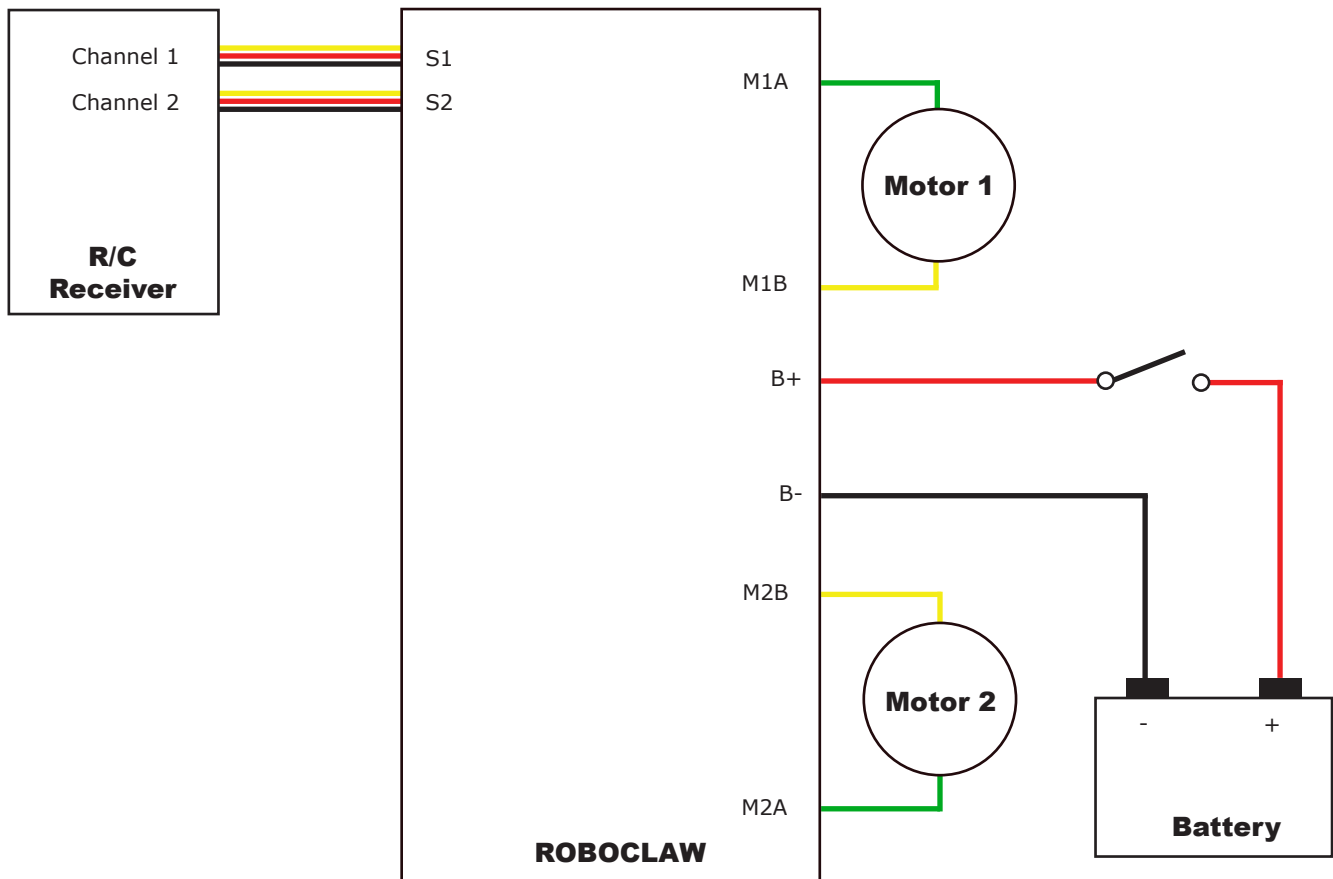 Channel 1
Channel 2
R/C
Receiver
S1
S2
ROBOCLAW
M1A
M1B
B+
B-
M2B
M2A
Motor 1
Motor 2
- +
Battery